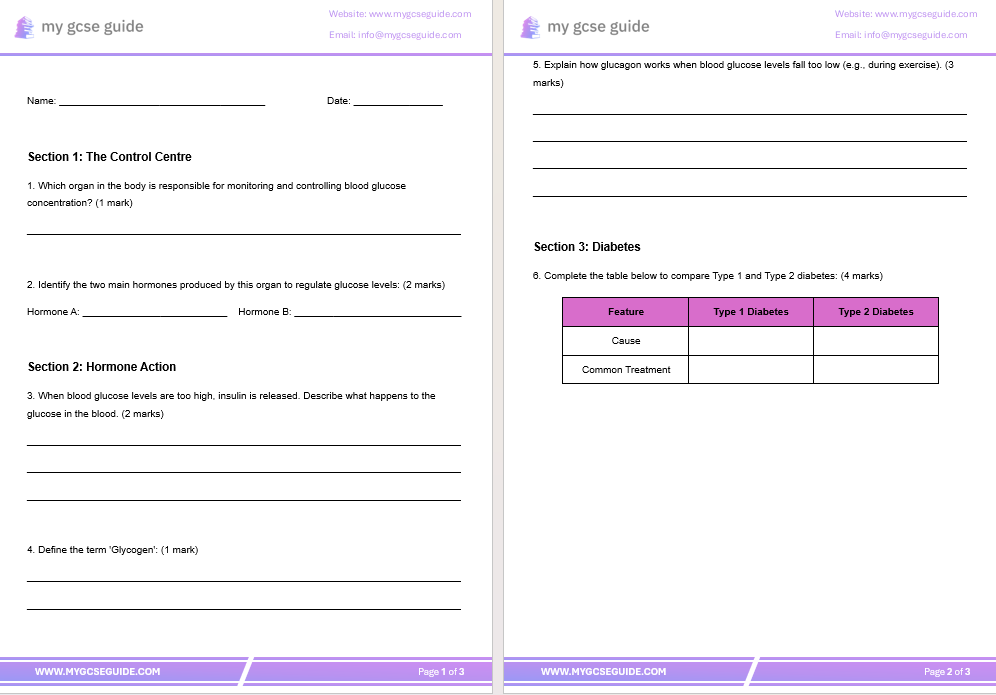 my gcse guide
Website: www.mygcseguide.com
Email: info@mygcseguide.com
Name: Date:
Section 1: The Control Centre
1. Which organ in the body is responsible for monitoring and controlling blood glucose
concentration? (1 mark)
2. Identify the two main hormones produced by this organ to regulate glucose levels: (2 marks)
Hormone A: Hormone B:
Section 2: Hormone Action
3. When blood glucose levels are too high, insulin is released. Describe what happens to the
glucose in the blood. (2 marks)
4. Define the term 'Glycogen': (1 mark)
WWW.MYGCSEGUIDE.COM Page 1 of 3
my gcse guide
Website: www.mygcseguide.com
Email: info@mygcseguide.com
5. Explain how glucagon works when blood glucose levels fall too low (e.g., during exercise). (3
marks)
Section 3: Diabetes
6. Complete the table below to compare Type 1 and Type 2 diabetes: (4 marks)
Feature Type 1 Diabetes Type 2 Diabetes
Cause
Common Treatment
WWW.MYGCSEGUIDE.COM Page 2 of 3